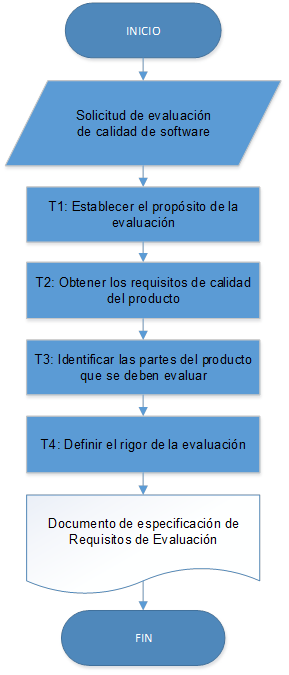 INICIO
Solicitud de evaluación
de calidad de software
T1: Establecer el propósito de la
evaluación
T2: Obtener los requisitos de calidad
del producto
T3: Identificar las partes del producto
que se deben evaluar
T4: Definir el rigor de la evaluación
Documento de especificación de
Requisitos de Evaluación
FIN